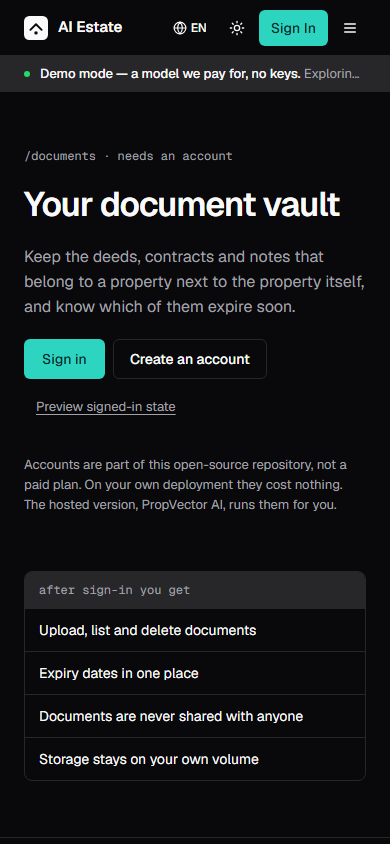 AI Estate
EN
Sign In
Demo mode — a model we pay for, no keys. Explorin...
/documents · needs an account
Your document vault
Keep the deeds, contracts and notes that
belong to a property next to the property itself,
and know which of them expire soon.
Sign in
Create an account
Preview signed-in state
Accounts are part of this open-source repository, not a
paid plan. On your own deployment they cost nothing.
The hosted version, PropVector AI, runs them for you.
after sign-in you get
Upload, list and delete documents
Expiry dates in one place
Documents are never shared with anyone
Storage stays on your own volume